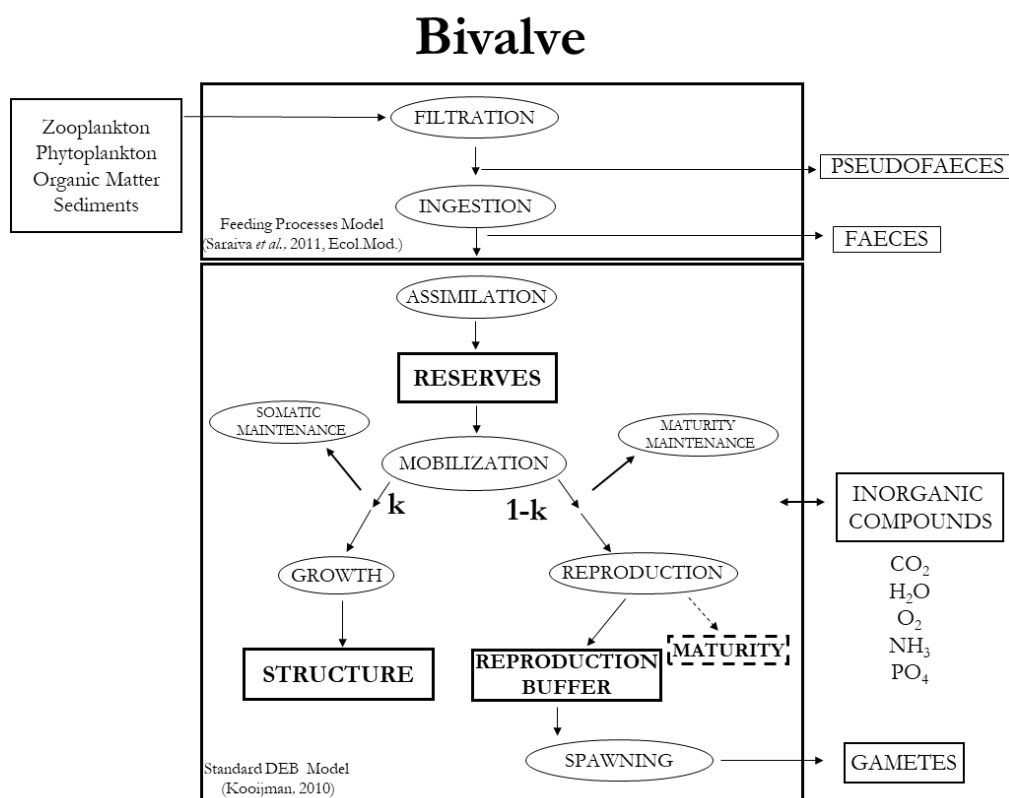 Bivalve
Zooplankton
Phytoplankton
Organic Matter
Sediments
FILTRATION
PSEUDOFAECES
INGESTION
Feeding Processes Model
(Saraiva et al., 2011, Ecol.Mod.)
FAECES
ASSIMILATION
RESERVES
SOMATIC
MAINTENANCE
MATURITY
MAINTENANCE
MOBILIZATION
k
1-k
INORGANIC
COMPOUNDS
CO2
H2O
O2
NH3
PO4
GROWTH
REPRODUCTION
STRUCTURE
REPRODUCTION
BUFFER
MATURITY
SPAWNING
GAMETES
Standard DEB Model
(Kooijman, 2010)